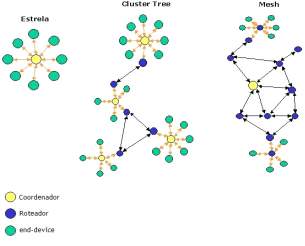 Estrela
Cluster Tree
Mesh
Coordenador
Roteador
end-device